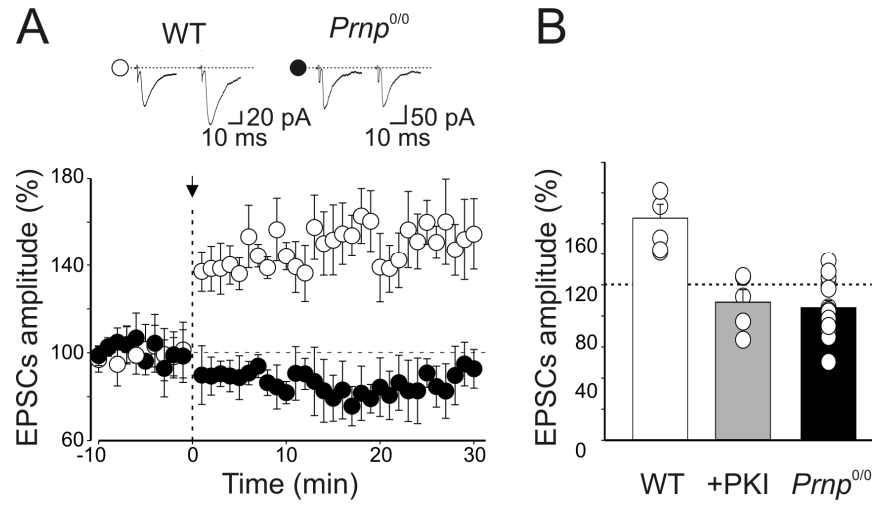 A
WT
Prnp0/0
20 pA
10 ms
50 pA
10 ms
EPSCs amplitude (%)
180
140
100
60
-10
0
10
20
30
Time (min)
B
EPSCs amplitude (%)
160
120
80
40
0
WT
+PKI
Prnp0/0